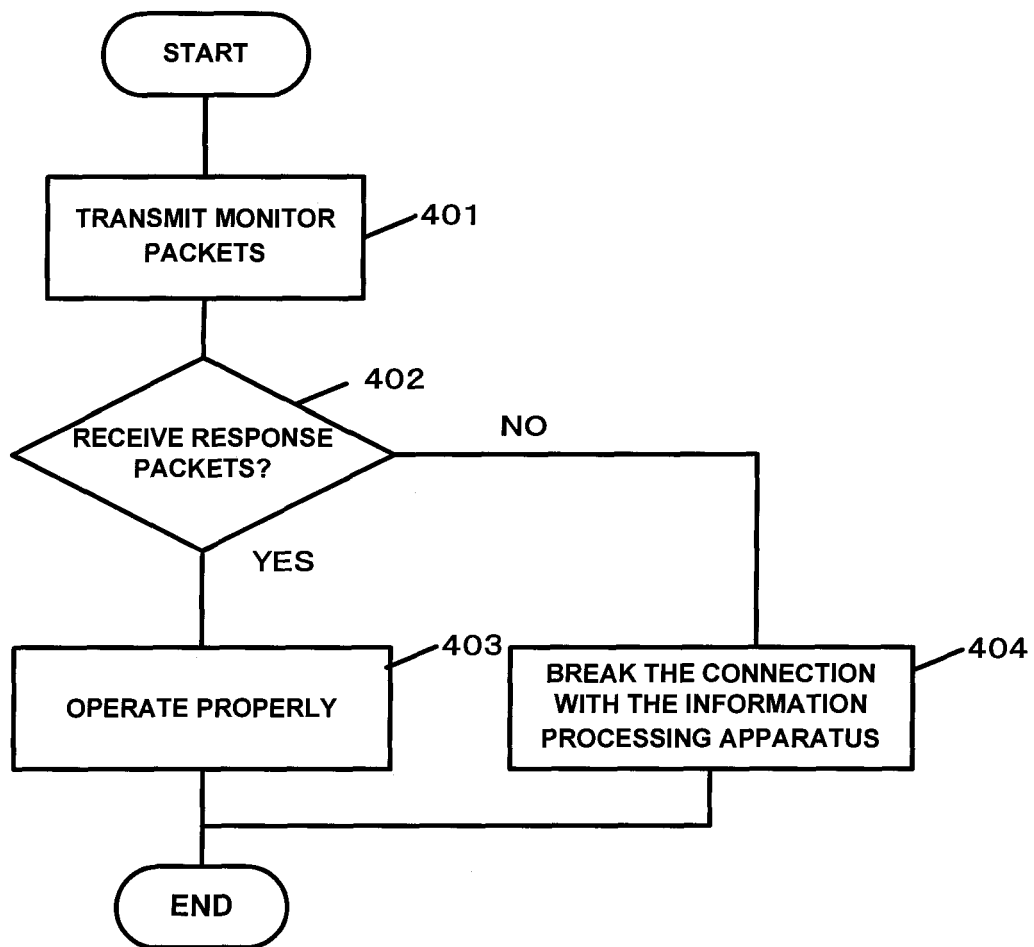 START
TRANSMIT MONITOR
PACKETS
401
402
RECEIVE RESPONSE
PACKETS?
NO
YES
403
OPERATE PROPERLY
404
BREAK THE CONNECTION
WITH THE INFORMATION
PROCESSING APPARATUS
END